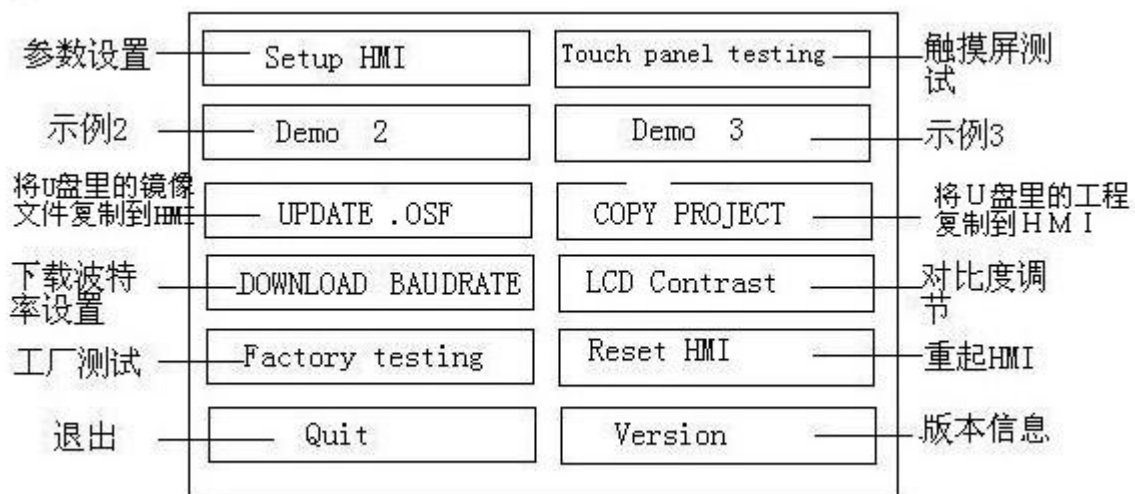 参数设置
Setup HMI
Touch panel testing
触摸屏测
试
示例2
Demo 2
Demo 3
示例3
将U盘里的镜像
文件复制到HMI
UPDATE .OSF
COPY PROJECT
将U盘里的工程
复制到HMI
下载波特
率设置
DOWNLOAD BAUDRATE
LCD Contrast
对比度调
节
工厂测试
Factory testing
Reset HMI
重起HMI
退出
Quit
Version
版本信息